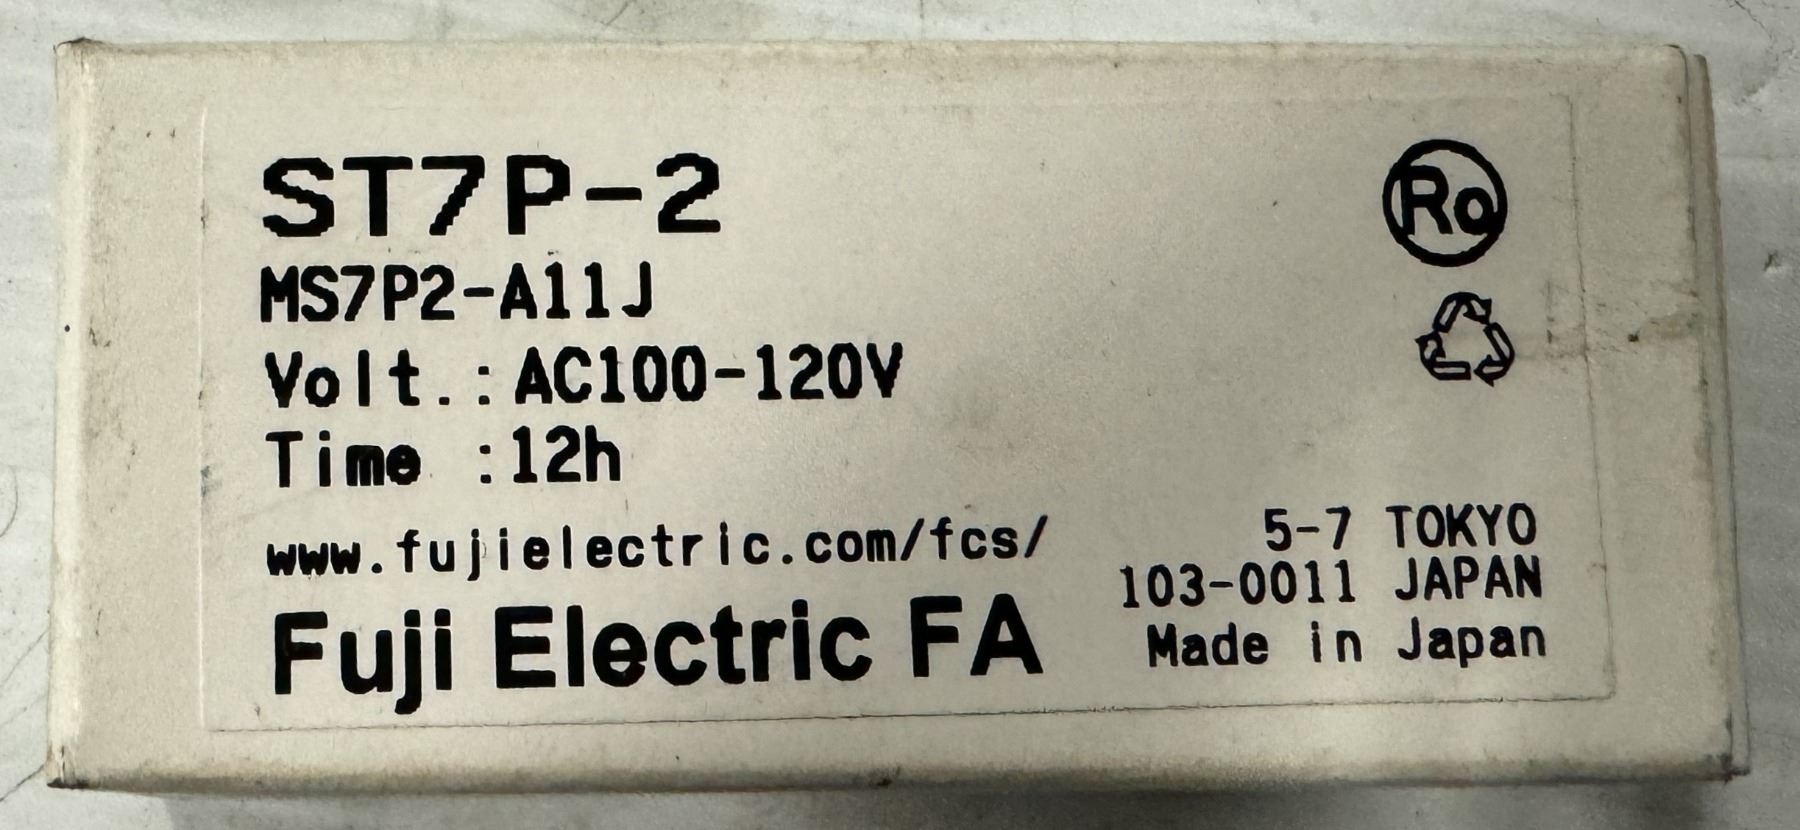 ST7P-2
Ro
MS7P2-A11J
Volt.:AC100-120V
Time :12h
www.fujielectric.com/fcs/
Fuji Electric FA
5-7 TOKYO
103-0011 JAPAN
Made in Japan